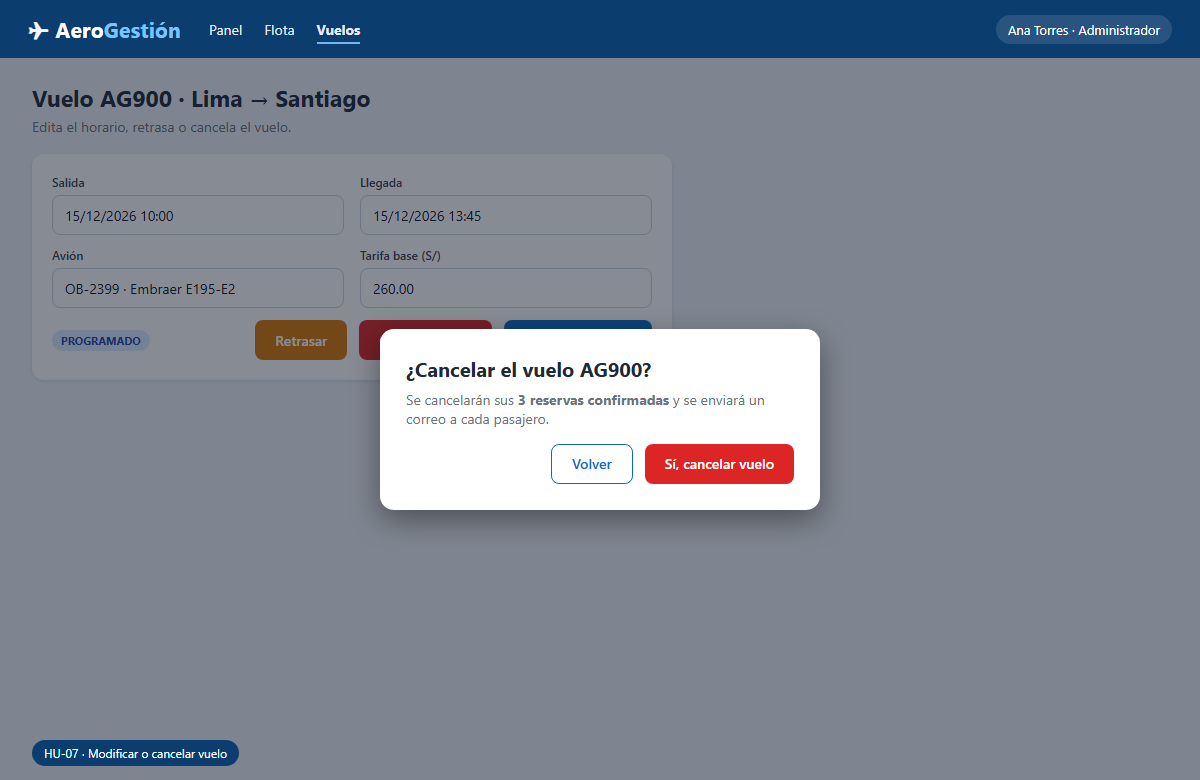 AeroGestión Panel Flota Vuelos Ana Torres · Administrador
Vuelo AG900 · Lima → Santiago
Edita el horario, retrasa o cancela el vuelo.
Salida Llegada
15/12/2026 10:00 15/12/2026 13:45
Avión Tarifa base (S/)
OB-2399 · Embraer E195-E2 260.00
PROGRAMADO Retrasar
¿Cancelar el vuelo AG900?
Se cancelarán sus 3 reservas confirmadas y se enviará un
correo a cada pasajero.
Volver Sí, cancelar vuelo
HU-07 · Modificar o cancelar vuelo